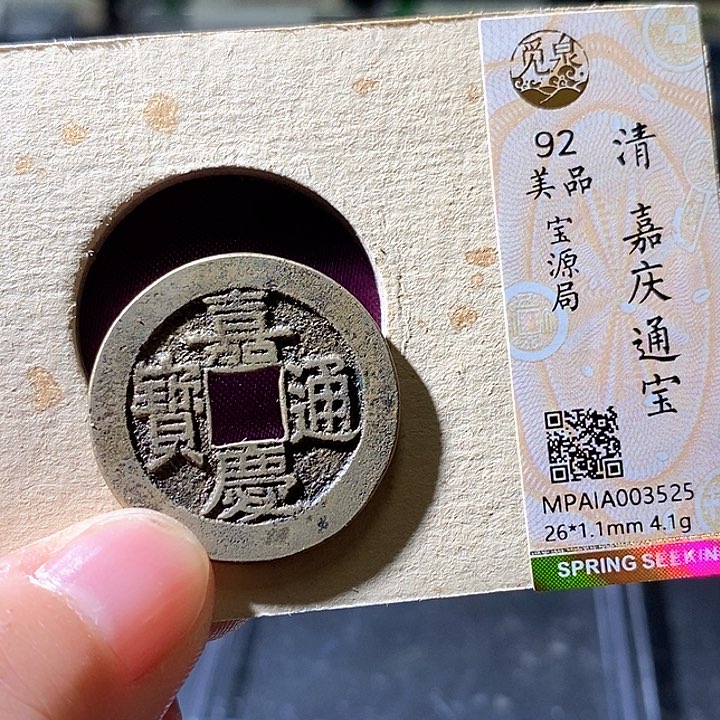 嘉慶通寶
觅泉
清 嘉庆通宝
92
美品 宝源局
MPAIA003525
26*1.1mm 4.1g
SPRING SEEKIN